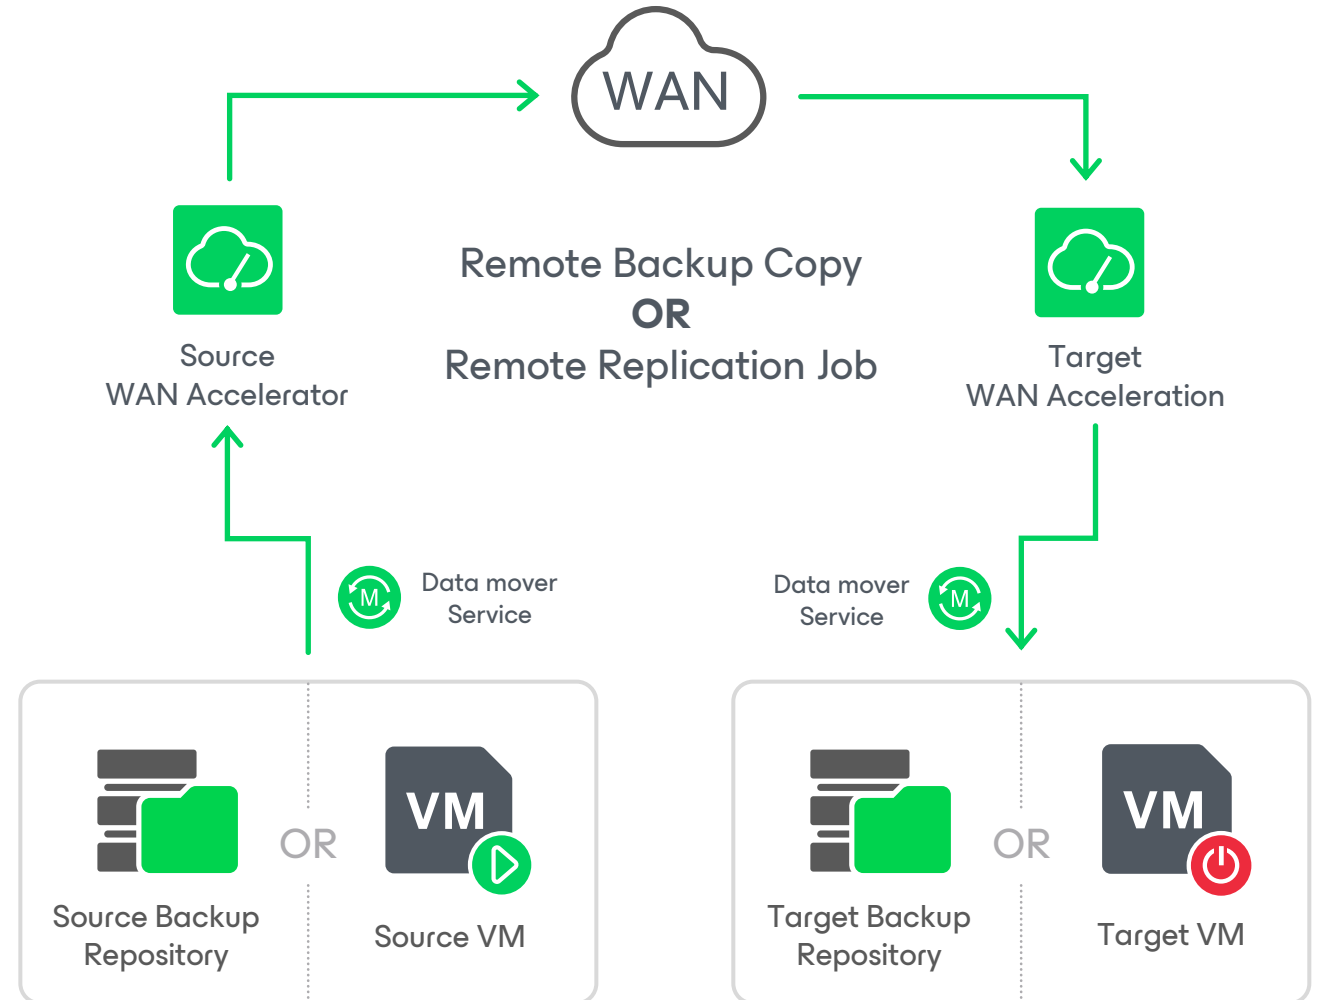 WAN
Remote Backup Copy
OR
Remote Replication Job
Source
WAN Accelerator
Target
WAN Acceleration
M
Data mover
Service
Data mover
Service
M
VM
OR
VM
OR
Source Backup
Repository
Source VM
Target Backup
Repository
Target VM